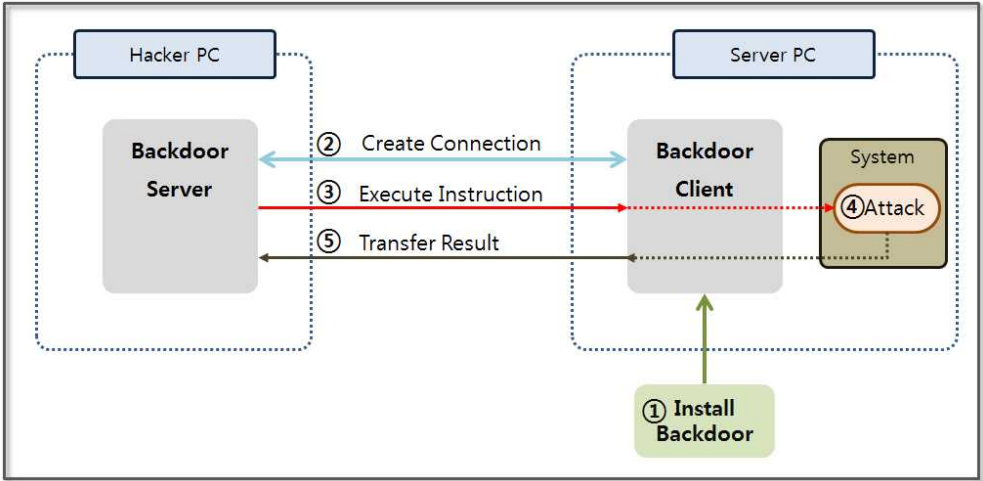 Hacker PC
Server PC
Backdoor
Server
② Create Connection
③ Execute Instruction
⑤ Transfer Result
Backdoor
Client
System
④Attack
① Install
Backdoor